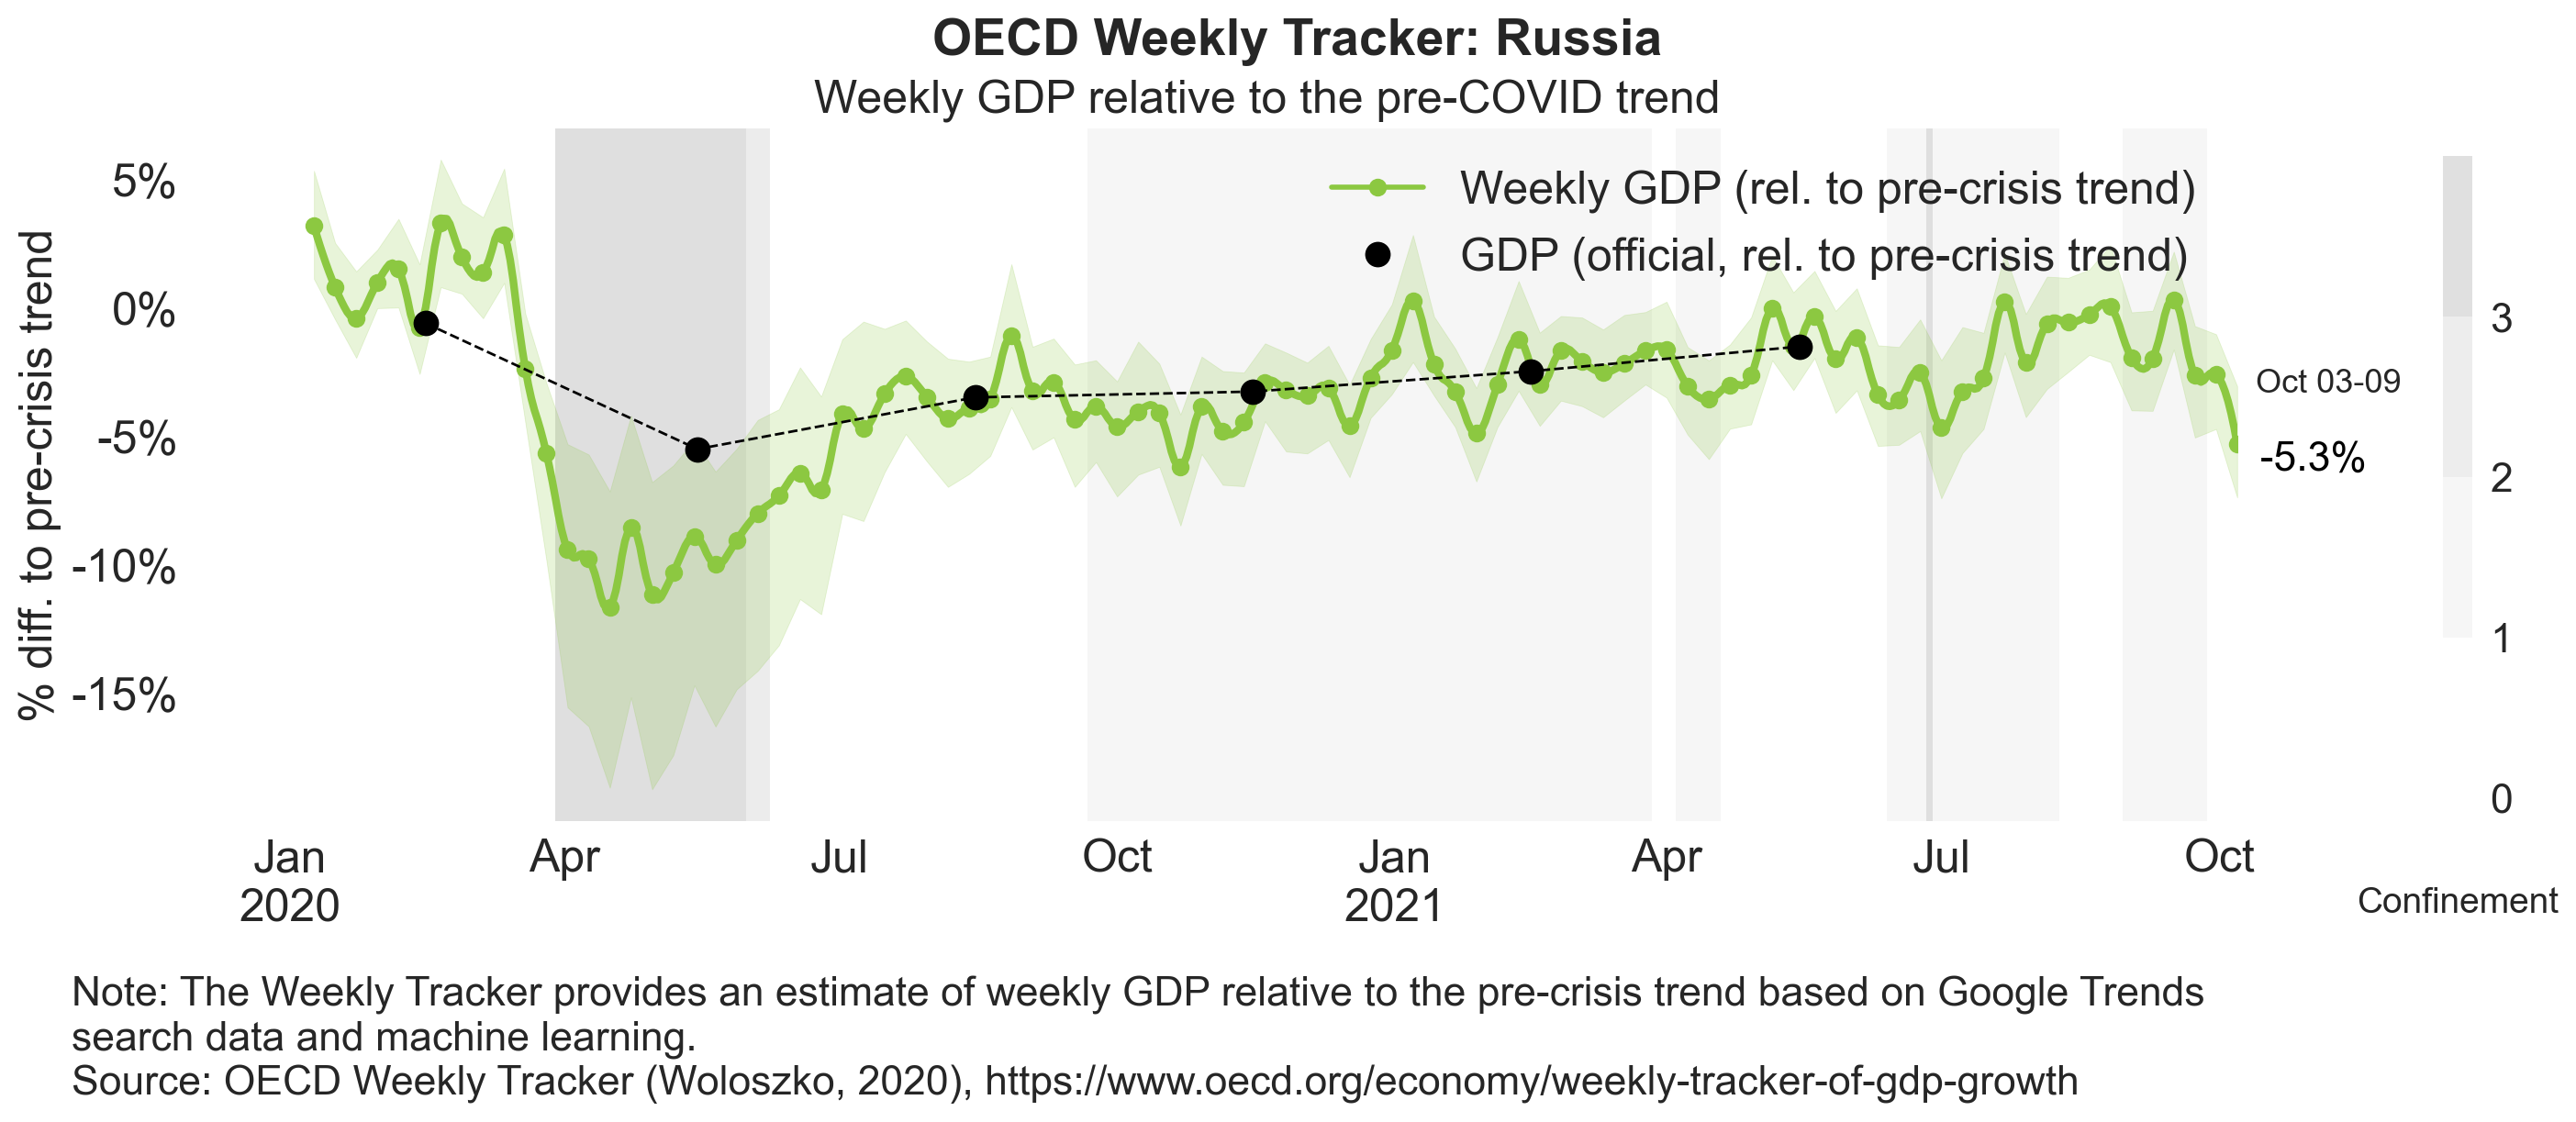 OECD Weekly Tracker: Russia
Weekly GDP relative to the pre-COVID trend
% diff. to pre-crisis trend
5%
0%
-5%
-10%
-15%
Weekly GDP (rel. to pre-crisis trend)
GDP (official, rel. to pre-crisis trend)
Oct 03-09
-5.3%
3
2
1
0
Confinement
Jan Apr Jul Oct Jan Apr Jul Oct
2020 2021
Note: The Weekly Tracker provides an estimate of weekly GDP relative to the pre-crisis trend based on Google Trends
search data and machine learning.
Source: OECD Weekly Tracker (Woloszko, 2020), https://www.oecd.org/economy/weekly-tracker-of-gdp-growth